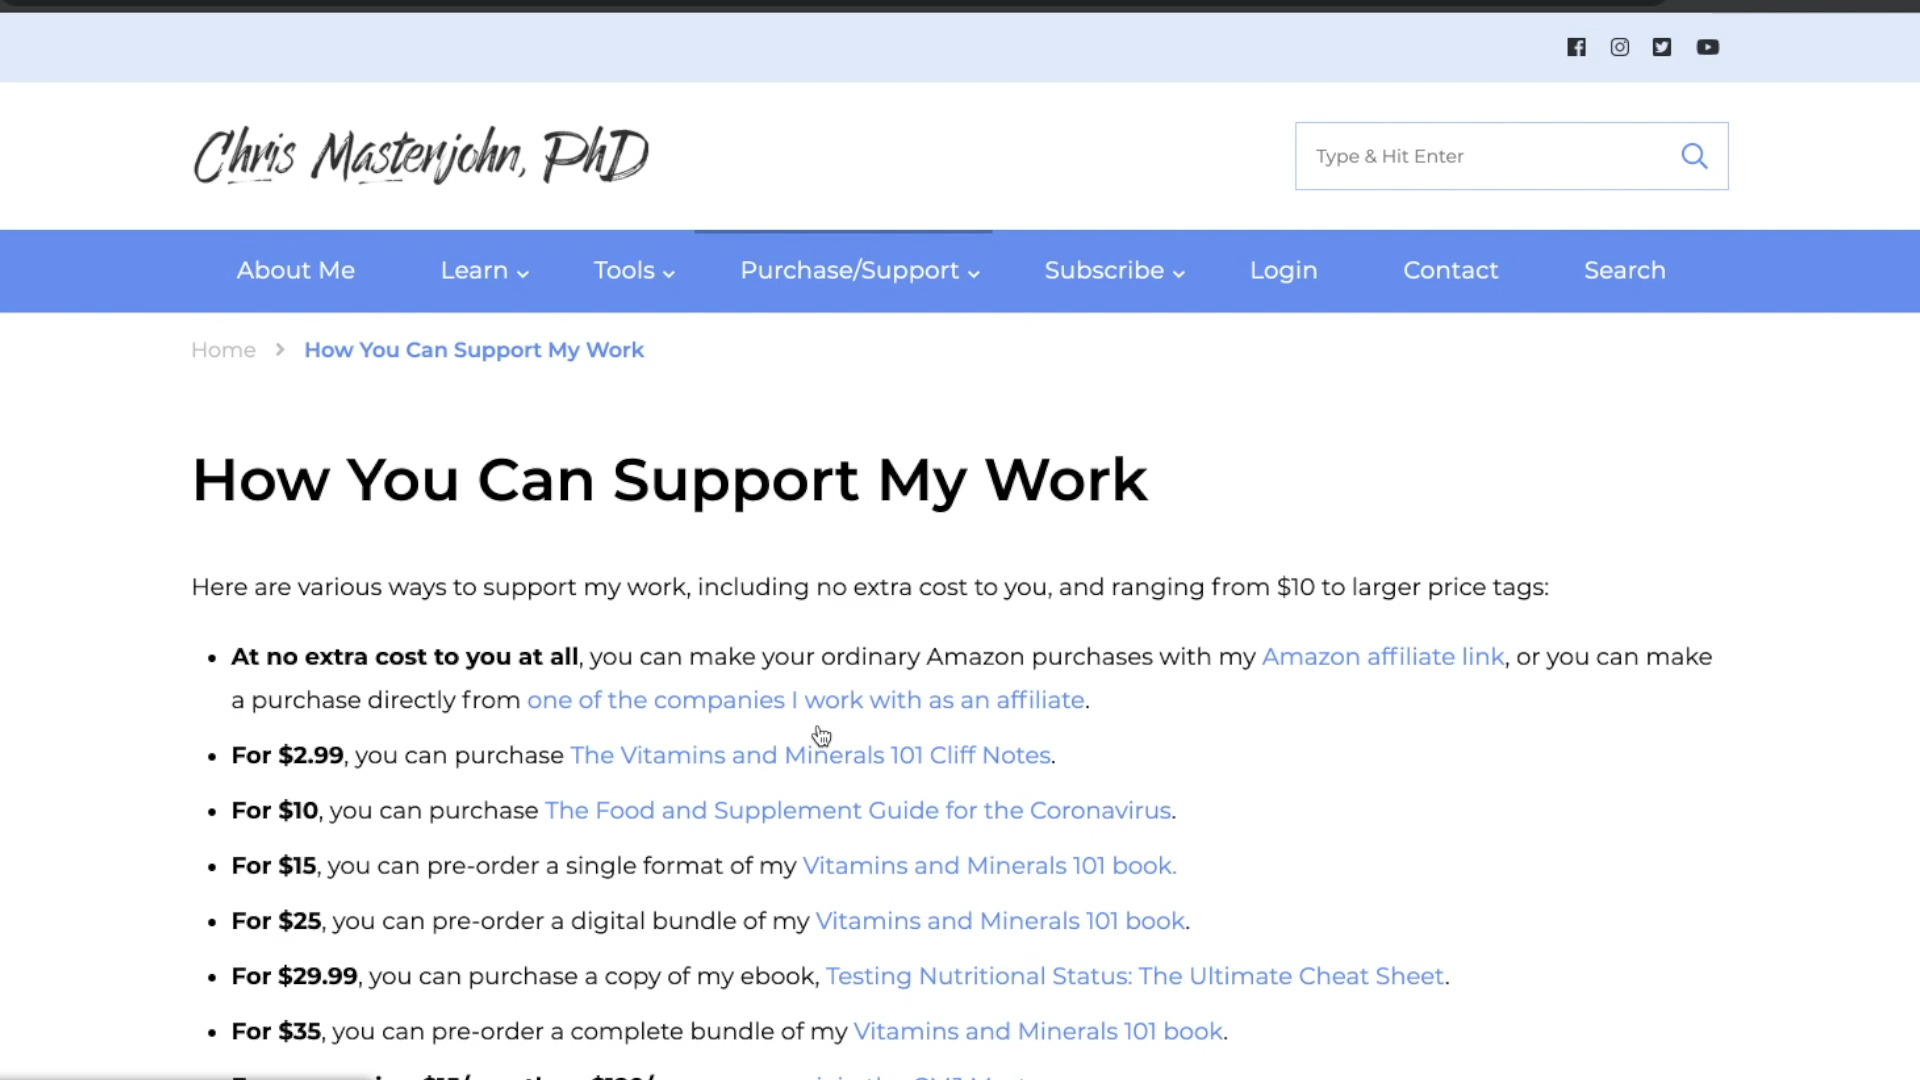 Chris Masterjohn, PhD
Type & Hit Enter
About Me Learn Tools Purchase/Support Subscribe Login Contact Search
Home How You Can Support My Work
How You Can Support My Work
Here are various ways to support my work, including no extra cost to you, and ranging from $10 to larger price tags:
At no extra cost to you at all, you can make your ordinary Amazon purchases with my Amazon affiliate link, or you can make
a purchase directly from one of the companies I work with as an affiliate.
For $2.99, you can purchase The Vitamins and Minerals 101 Cliff Notes.
For $10, you can purchase The Food and Supplement Guide for the Coronavirus.
For $15, you can pre-order a single format of my Vitamins and Minerals 101 book.
For $25, you can pre-order a digital bundle of my Vitamins and Minerals 101 book.
For $29.99, you can purchase a copy of my ebook, Testing Nutritional Status: The Ultimate Cheat Sheet.
For $35, you can pre-order a complete bundle of my Vitamins and Minerals 101 book.